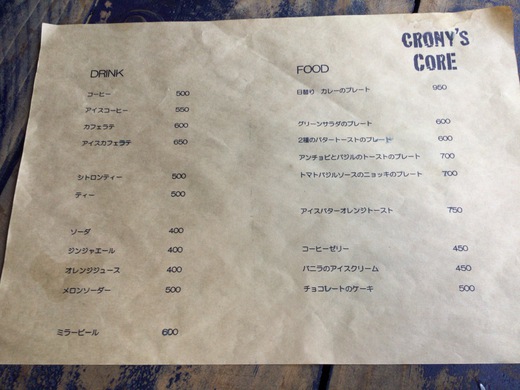 CRONY'S
CORE
DRINK
コーヒー 500
アイスコーヒー 550
カフェラテ 600
アイスカフェラテ 650
シトロンティー 500
ティー 500
ソーダ 400
ジンジャエール 400
オレンジジュース 400
メロンソーダー 500
ミラービール 600
FOOD
日替り カレーのプレート 950
グリーンサラダのプレート 600
2種のバタートーストのプレート 600
アンチョビとバジルのトーストのプレート 700
トマトバジルソースのニョッキのプレート 700
アイスバターオレンジトースト 750
コーヒーゼリー 450
バニラのアイスクリーム 450
チョコレートのケーキ 500